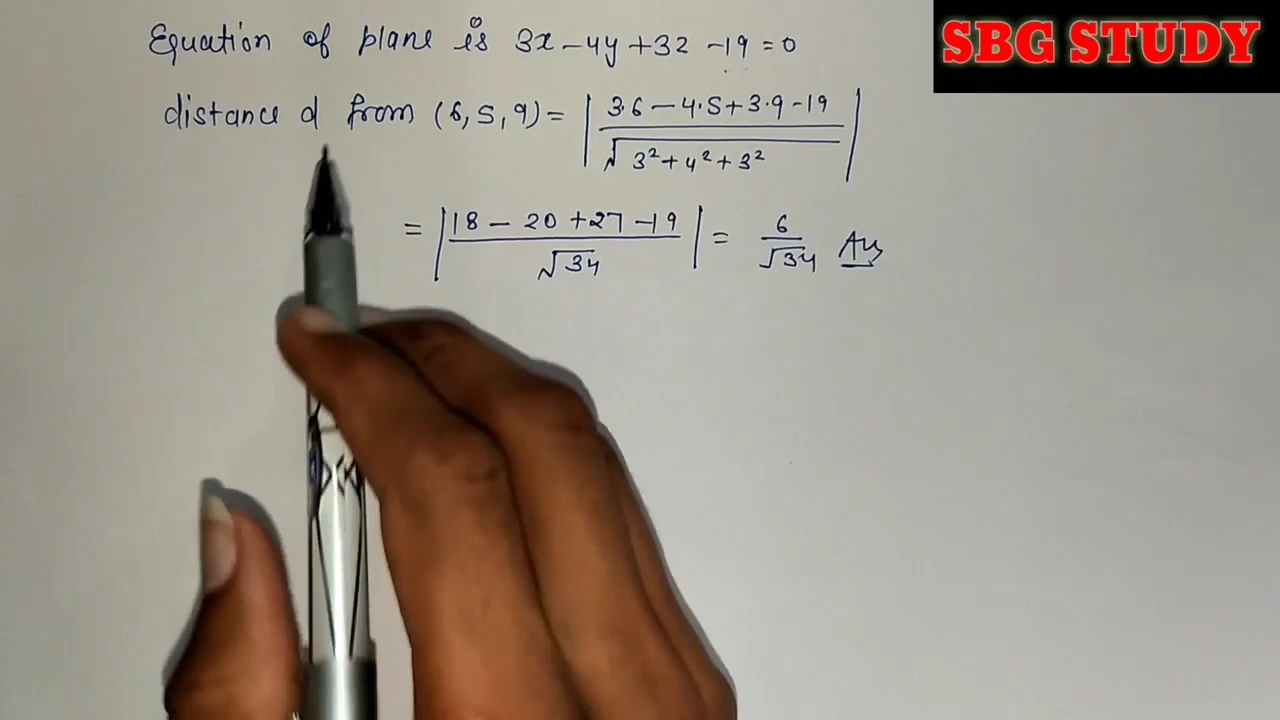 SBG STUDY
Equation of plane is 3x - 4y + 3z - 19 = 0
distance d from (6, 5, 9) = | 3·6 - 4·5 + 3·9 - 19 / √3² + 4² + 3² |
= | 18 - 20 + 27 - 19 / √34 | = 6 / √34 Ans